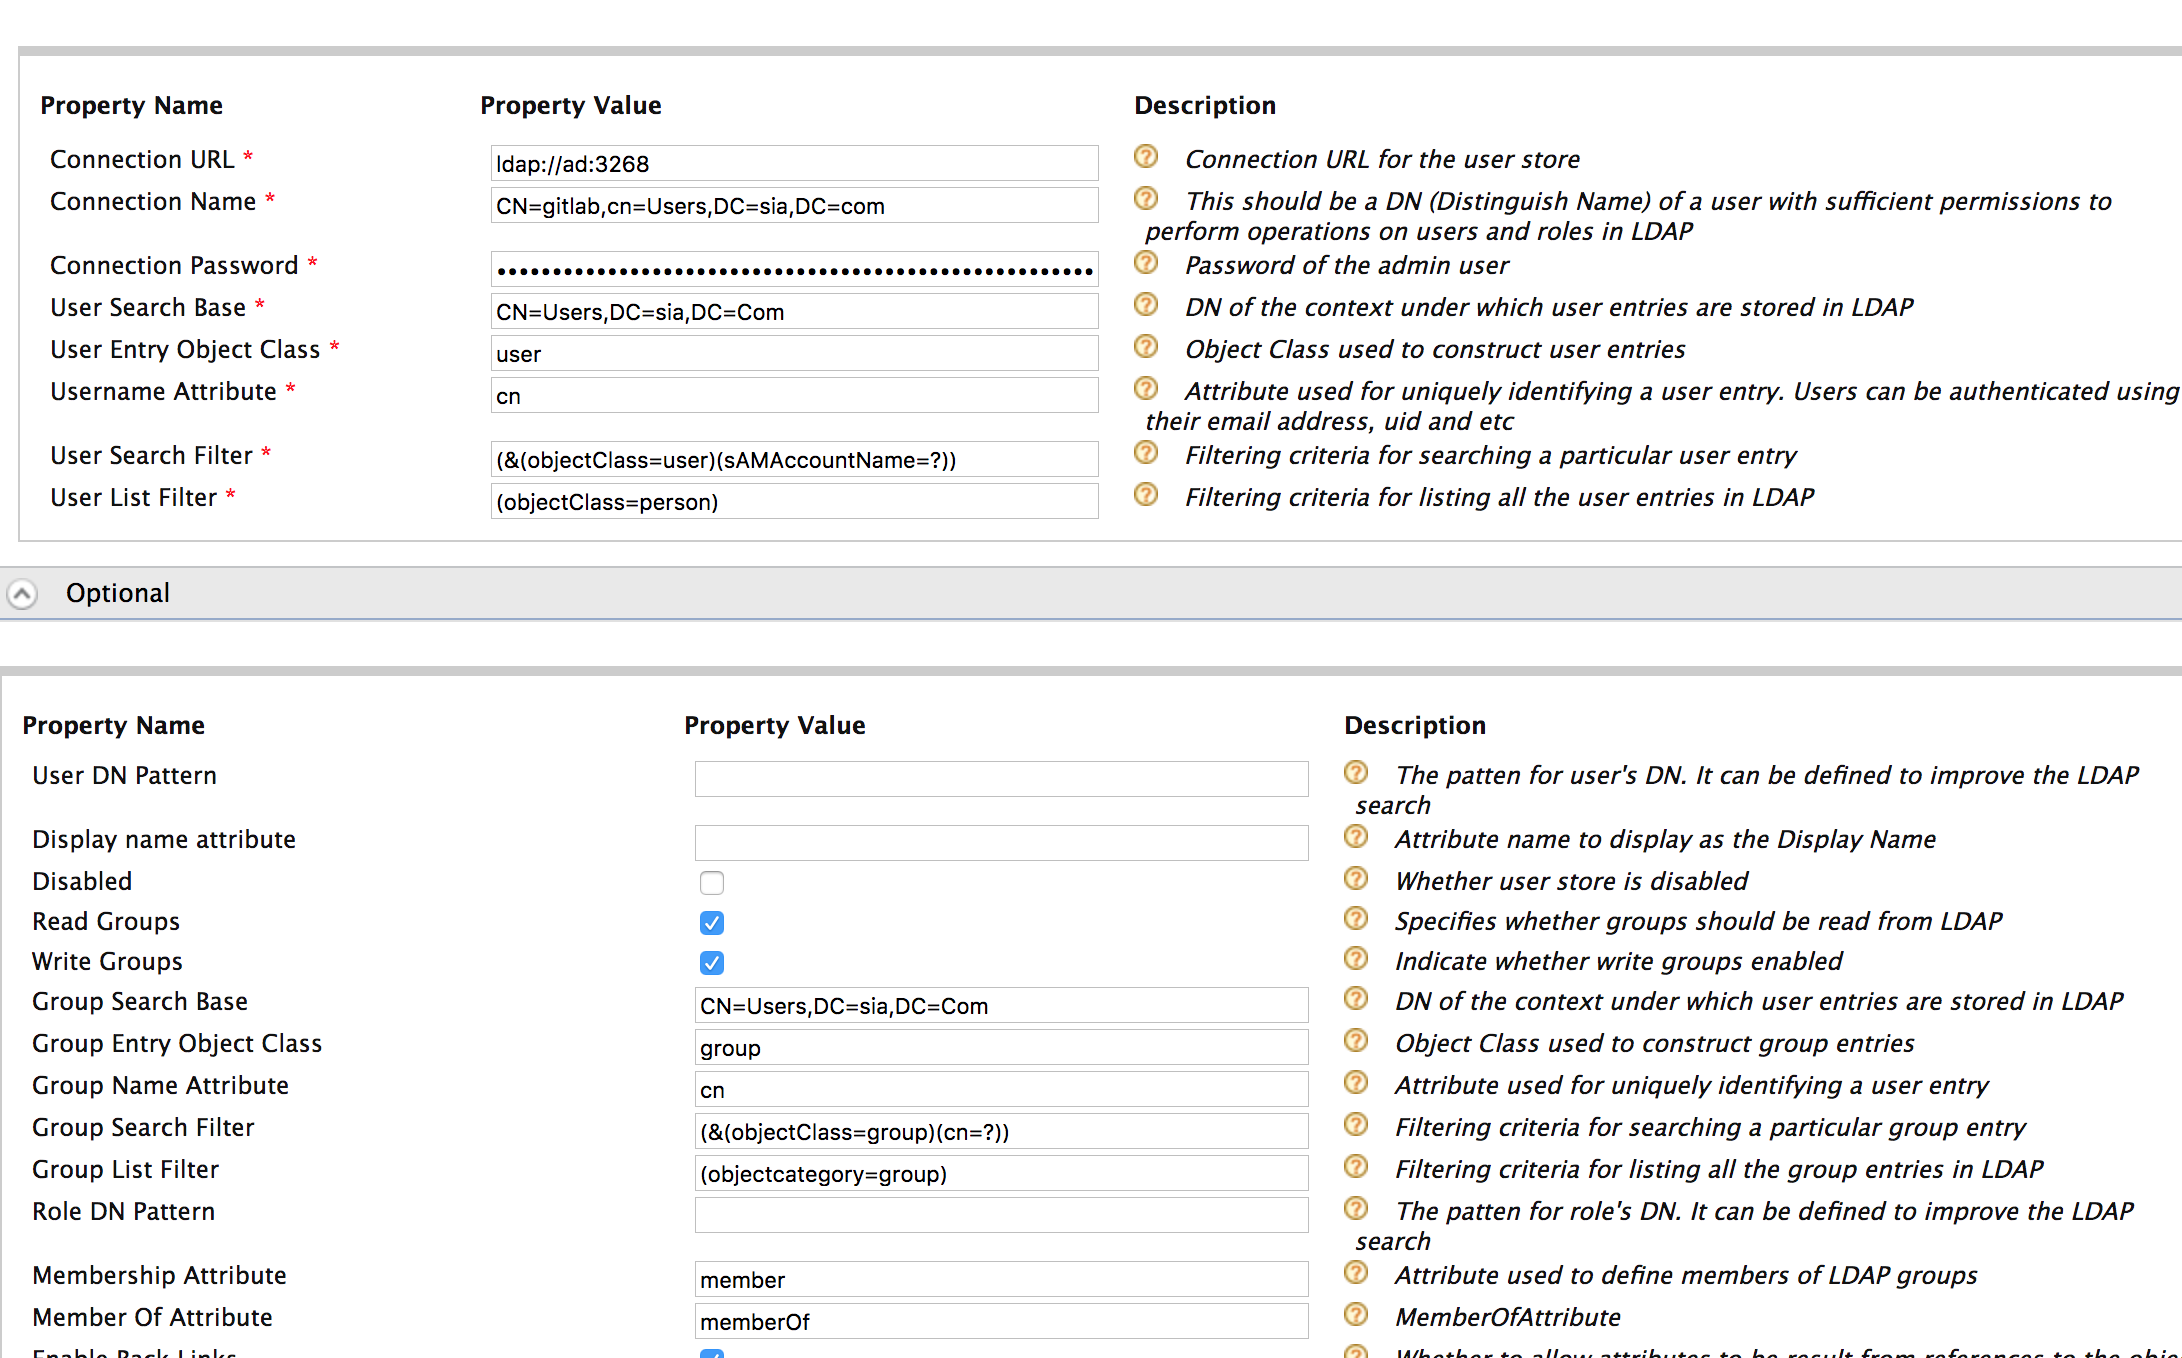 Property Name Property Value Description
Connection URL * ldap://ad:3268 Connection URL for the user store
Connection Name * CN=gitlab,cn=Users,DC=sia,DC=com This should be a DN (Distinguish Name) of a user with sufficient permissions to
perform operations on users and roles in LDAP
Connection Password * Password of the admin user
User Search Base * CN=Users,DC=sia,DC=Com DN of the context under which user entries are stored in LDAP
User Entry Object Class * user Object Class used to construct user entries
Username Attribute * cn Attribute used for uniquely identifying a user entry. Users can be authenticated using
their email address, uid and etc
User Search Filter * (&(objectClass=user)(sAMAccountName=?)) Filtering criteria for searching a particular user entry
User List Filter * (objectClass=person) Filtering criteria for listing all the user entries in LDAP
Optional
Property Name Property Value Description
User DN Pattern The patten for user's DN. It can be defined to improve the LDAP
search
Display name attribute Attribute name to display as the Display Name
Disabled Whether user store is disabled
Read Groups Specifies whether groups should be read from LDAP
Write Groups Indicate whether write groups enabled
Group Search Base CN=Users,DC=sia,DC=Com DN of the context under which user entries are stored in LDAP
Group Entry Object Class group Object Class used to construct group entries
Group Name Attribute cn Attribute used for uniquely identifying a user entry
Group Search Filter (&(objectClass=group)(cn=?)) Filtering criteria for searching a particular group entry
Group List Filter (objectcategory=group) Filtering criteria for listing all the group entries in LDAP
Role DN Pattern The patten for role's DN. It can be defined to improve the LDAP
search
Membership Attribute member Attribute used to define members of LDAP groups
Member Of Attribute memberOf MemberOfAttribute
Enable Back Links Whether to allow attributes to be result from references to the